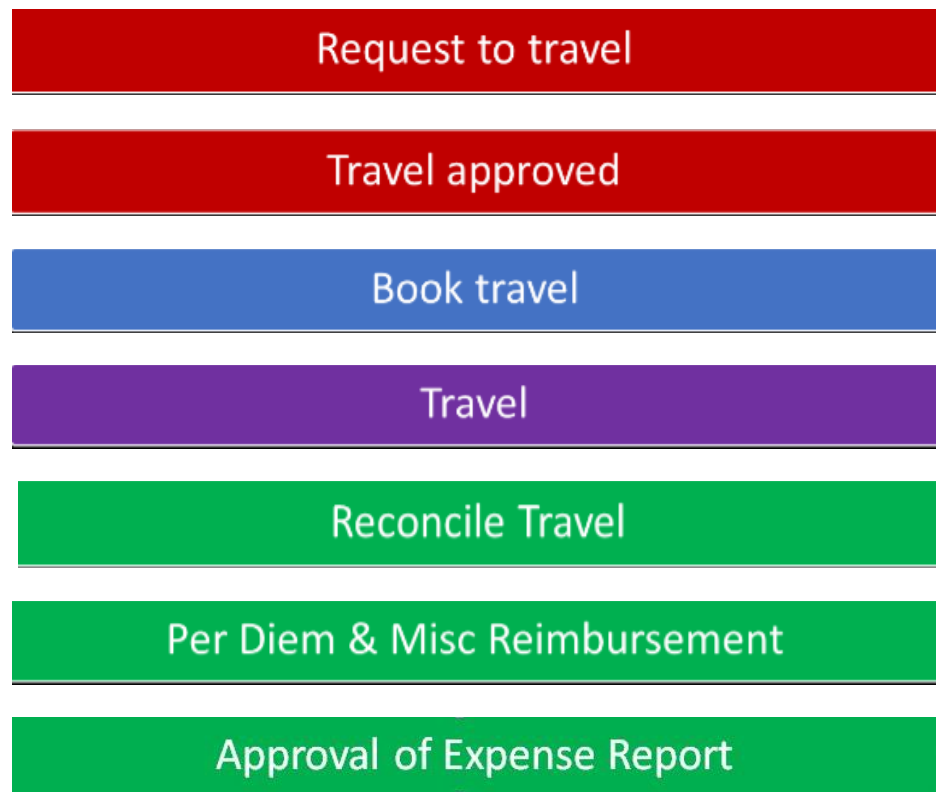 Request to travel
Travel approved
Book travel
Travel
Reconcile Travel
Per Diem & Misc Reimbursement
Approval of Expense Report